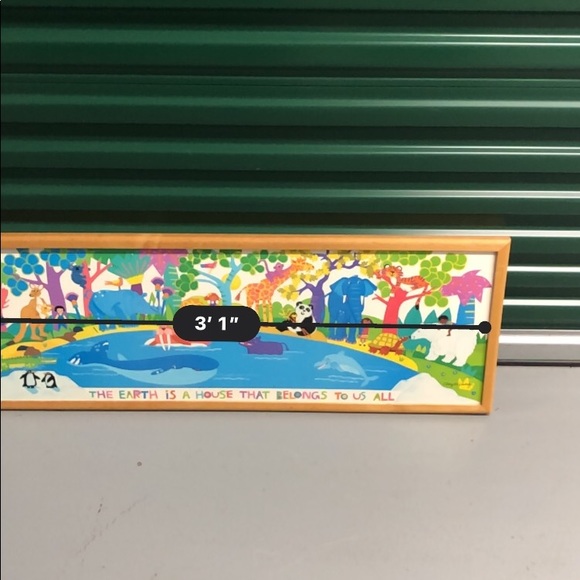 3' 1"
THE EARTH IS A HOUSE THAT BELONGS TO US ALL